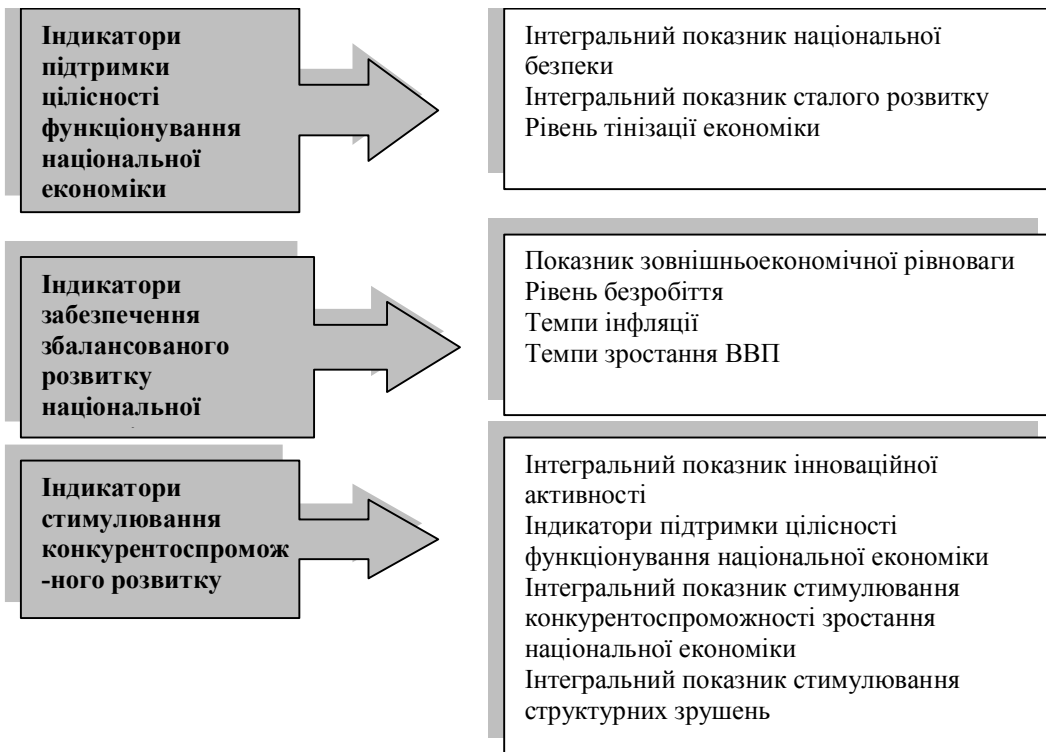 Індикатори
підтримки
цілісності
функціонування
національної
економіки
Інтегральний показник національної
безпеки
Інтегральний показник сталого розвитку
Рівень тінізації економіки
Індикатори
забезпечення
збалансованого
розвитку
національної
Показник зовнішньоекономічної рівноваги
Рівень безробіття
Темпи інфляції
Темпи зростання ВВП
Індикатори
стимулювання
конкурентоспромож
-ного розвитку
Інтегральний показник інноваційної
активності
Індикатори підтримки цілісності
функціонування національної економіки
Інтегральний показник стимулювання
конкурентоспроможності зростання
національної економіки
Інтегральний показник стимулювання
структурних зрушень